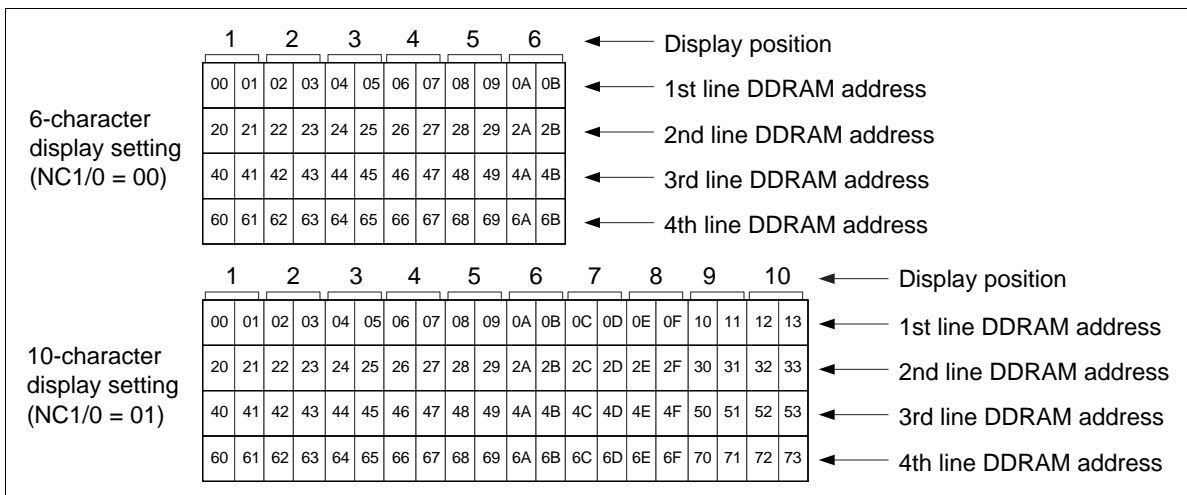 1 2 3 4 5 6 Display position
00 01 02 03 04 05 06 07 08 09 0A 0B 1st line DDRAM address
20 21 22 23 24 25 26 27 28 29 2A 2B 2nd line DDRAM address
40 41 42 43 44 45 46 47 48 49 4A 4B 3rd line DDRAM address
60 61 62 63 64 65 66 67 68 69 6A 6B 4th line DDRAM address
6-character
display setting
(NC1/0 = 00)
1 2 3 4 5 6 7 8 9 10 Display position
00 01 02 03 04 05 06 07 08 09 0A 0B 0C 0D 0E 0F 10 11 12 13 1st line DDRAM address
20 21 22 23 24 25 26 27 28 29 2A 2B 2C 2D 2E 2F 30 31 32 33 2nd line DDRAM address
40 41 42 43 44 45 46 47 48 49 4A 4B 4C 4D 4E 4F 50 51 52 53 3rd line DDRAM address
60 61 62 63 64 65 66 67 68 69 6A 6B 6C 6D 6E 6F 70 71 72 73 4th line DDRAM address
10-character
display setting
(NC1/0 = 01)